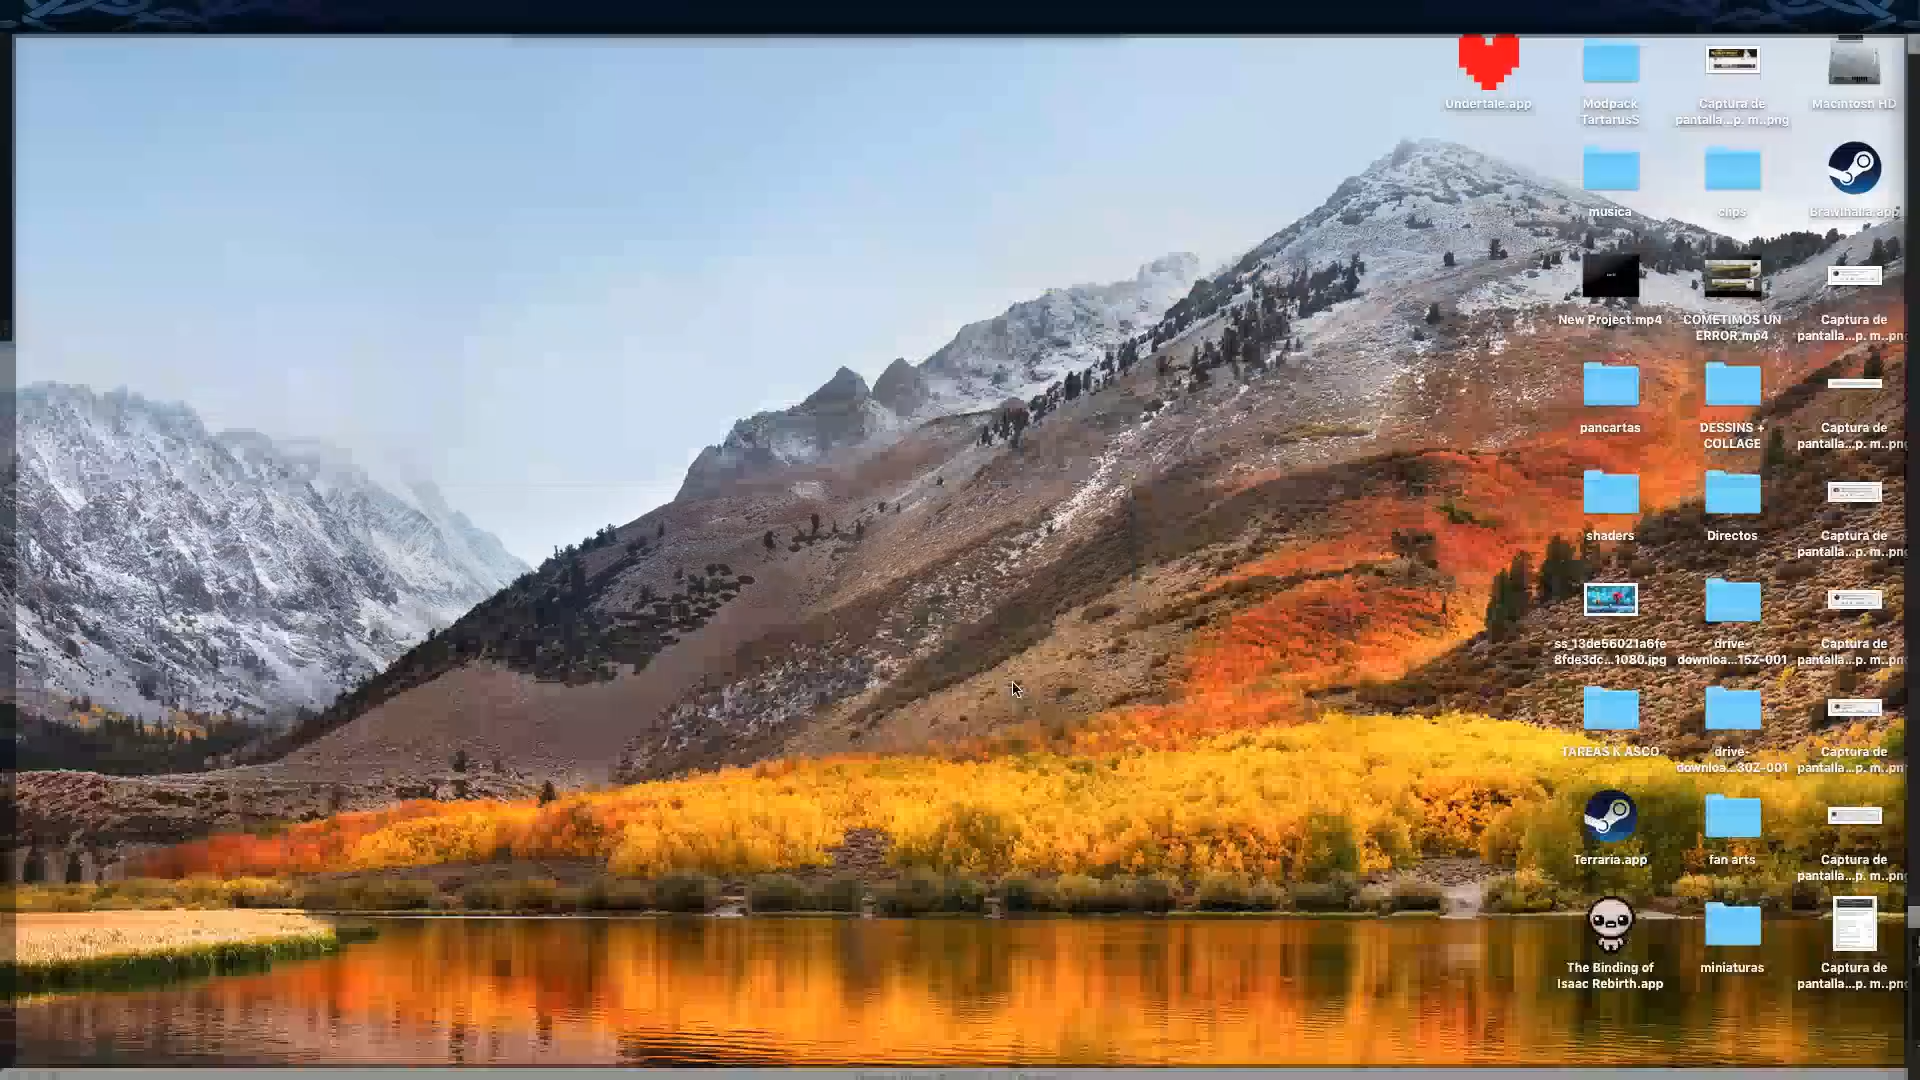 Undertale.app
Modpack
TartarusS
Captura de
pantalla...p. m..png
Macintosh HD
musica
clips
Brawlhalla.app
New Project.mp4
COMETIMOS UN
ERROR.mp4
Captura de
pantalla...p. m..png
pancartas
DESSINS +
COLLAGE
Captura de
pantalla...p. m..png
shaders
Directos
Captura de
pantalla...p. m..png
ss_13de56021a6fe
8fde3dc...1080.jpg
drive-
downloa...15Z-001
Captura de
pantalla...p. m..png
TAREAS K ASCO
drive-
downloa...30Z-001
Captura de
pantalla...p. m..png
Terraria.app
fan arts
Captura de
pantalla...p. m..png
The Binding of
Isaac Rebirth.app
miniaturas
Captura de
pantalla...p. m..png